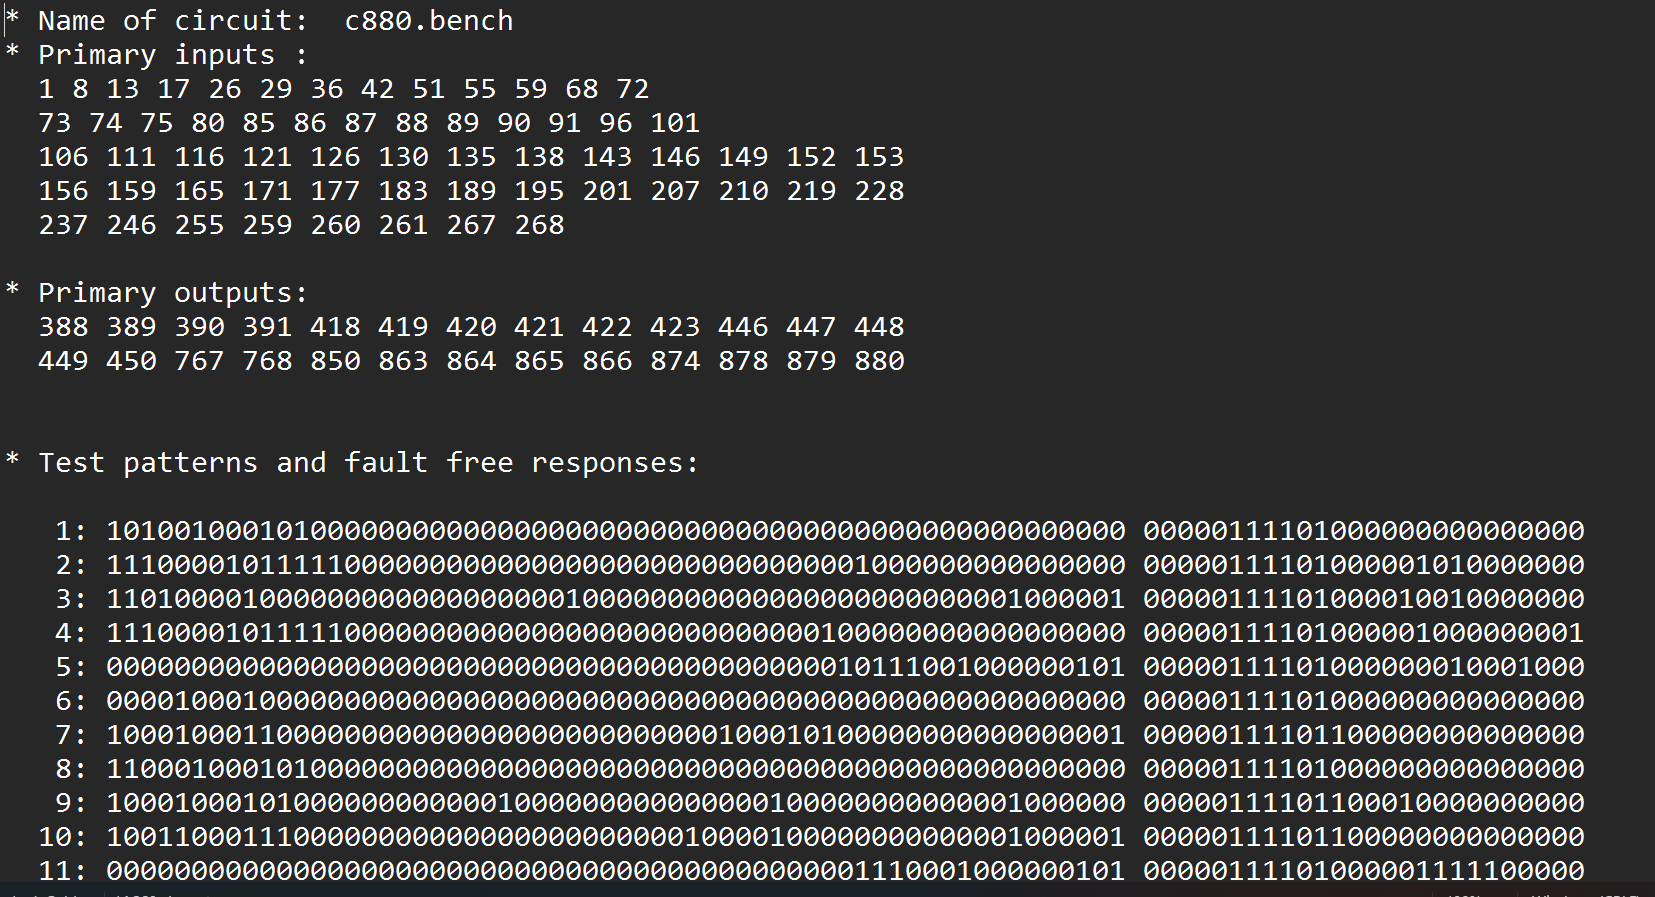 * Name of circuit:  c880.bench
* Primary inputs :
  1 8 13 17 26 29 36 42 51 55 59 68 72
  73 74 75 80 85 86 87 88 89 90 91 96 101
  106 111 116 121 126 130 135 138 143 146 149 152 153
  156 159 165 171 177 183 189 195 201 207 210 219 228
  237 246 255 259 260 261 267 268
* Primary outputs:
  388 389 390 391 418 419 420 421 422 423 446 447 448
  449 450 767 768 850 863 864 865 866 874 878 879 880
* Test patterns and fault free responses:
   1: 101001000101000000000000000000000000000000000000000000000000 00000111101000000000000000
   2: 111000010111110000000000000000000000000000001000000000000000 00000111101000001010000000
   3: 110100001000000000000000000100000000000000000000000001000001 00000111101000010010000000
   4: 111000010111110000000000000000000000000000100000000000000000 00000111101000001000000001
   5: 000000000000000000000000000000000000000000010111001000000101 00000111101000000010001000
   6: 000010001000000000000000000000000000000000000000000000000000 00000111101000000000000000
   7: 100010001100000000000000000000000000100010100000000000000001 00000111101100000000000000
   8: 110001000101000000000000000000000000000000000000000000000000 00000111101000000000000000
   9: 100010001010000000000001000000000000000100000000000001000000 00000111101100010000000000
  10: 100110001110000000000000000000000010000100000000000001000001 00000111101100000000000000
  11: 000000000000000000000000000000000000000000001110001000000101 00000111101000001111100000